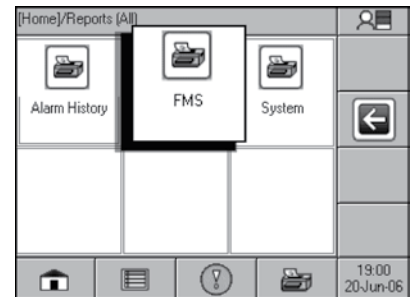 [Home]/Reports (All)
Alarm History
FMS
System
19:00
20-Jun-06